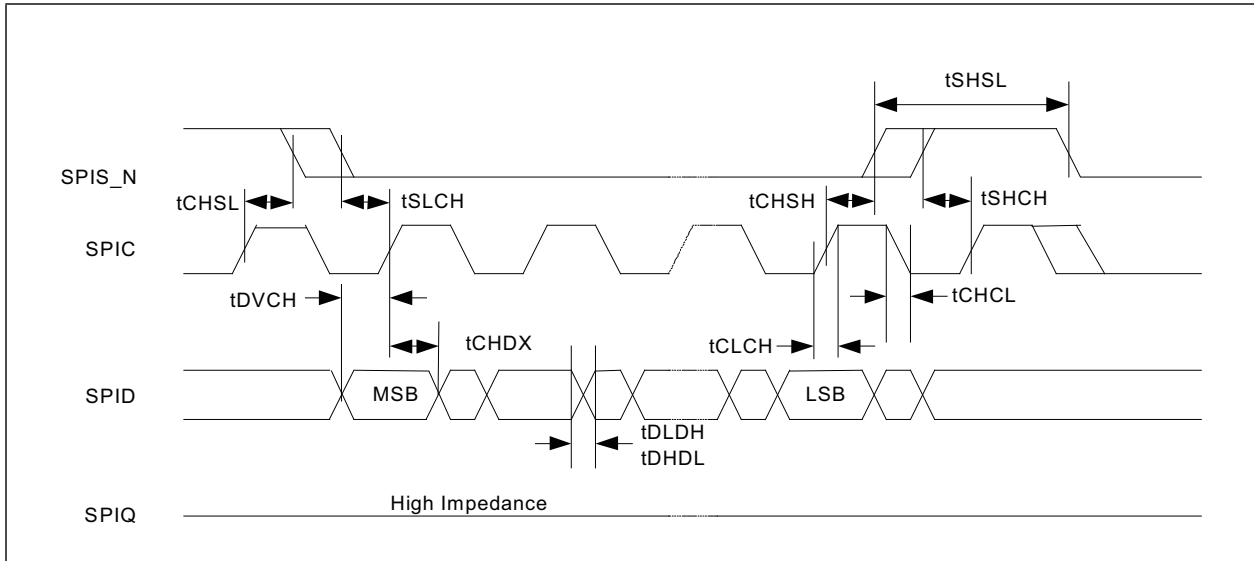 tSHSL
SPIS_N
tCHSL
tSLCH
tCHSH
tSHCH
SPIC
tDVCH
tCHCL
tCHDX
tCLCH
SPID
MSB
LSB
tDLDH
tDHDL
High Impedance
SPIQ